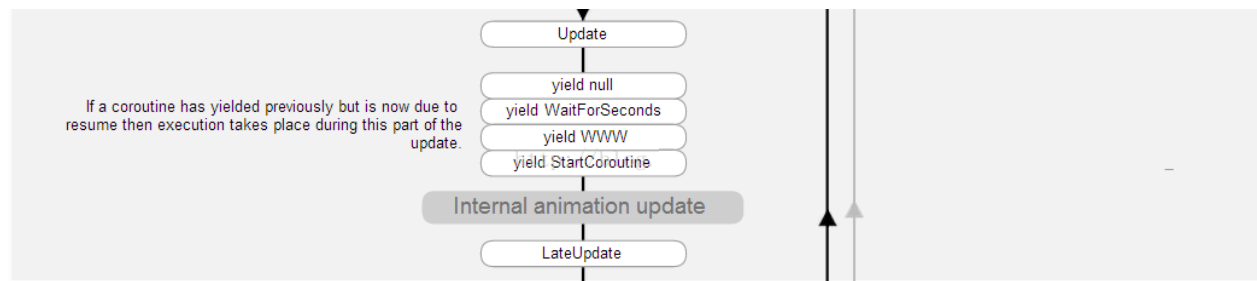 Update
yield null
If a coroutine has yielded previously but is now due to
resume then execution takes place during this part of the
update.
yield WaitForSeconds
yield WWW
yield StartCoroutine
Internal animation update
LateUpdate